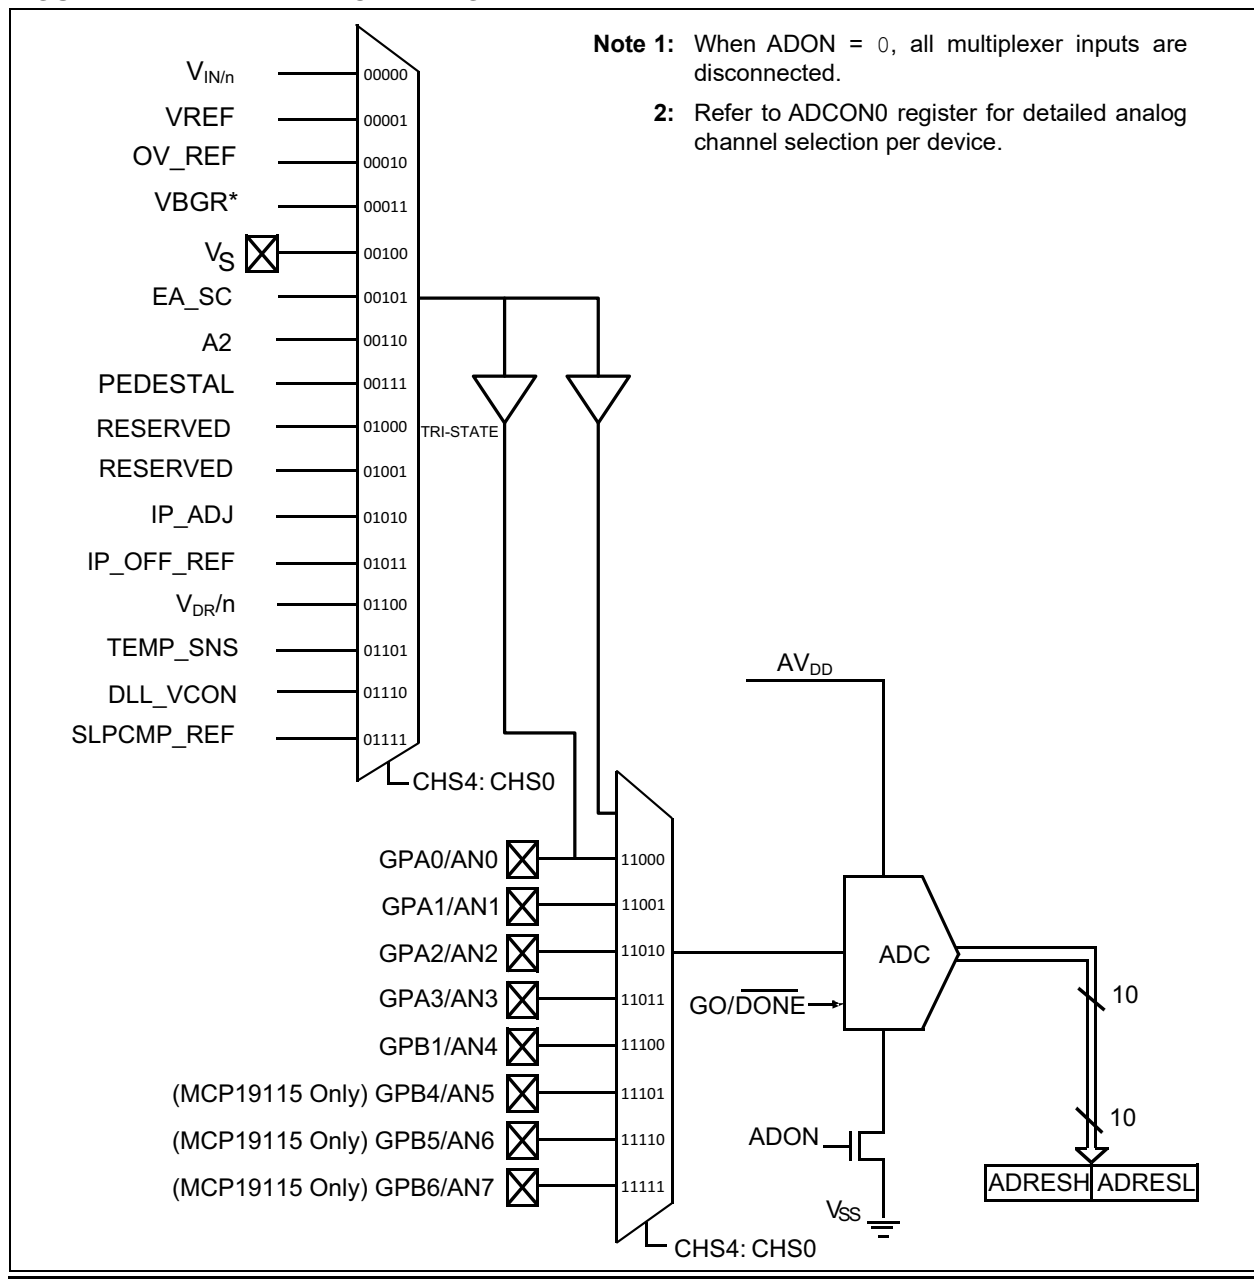 Note 1: When ADON = 0, all multiplexer inputs are
disconnected.
2: Refer to ADCON0 register for detailed analog
channel selection per device.
VIN/n 00000
VREF 00001
OV_REF 00010
VBGR* 00011
VS 00100
EA_SC 00101
A2 00110
PEDESTAL 00111
RESERVED 01000
TRI-STATE
RESERVED 01001
IP_ADJ 01010
IP_OFF_REF 01011
VDR/n 01100
TEMP_SNS 01101
DLL_VCON 01110
SLPCMP_REF 01111
CHS4: CHS0
AVDD
GPA0/AN0 11000
GPA1/AN1 11001
GPA2/AN2 11010
GPA3/AN3 11011
GPB1/AN4 11100
(MCP19115 Only) GPB4/AN5 11101
(MCP19115 Only) GPB5/AN6 11110
(MCP19115 Only) GPB6/AN7 11111
CHS4: CHS0
ADC
GO/DONE
10
10
ADON
ADRESH ADRESL
VSS